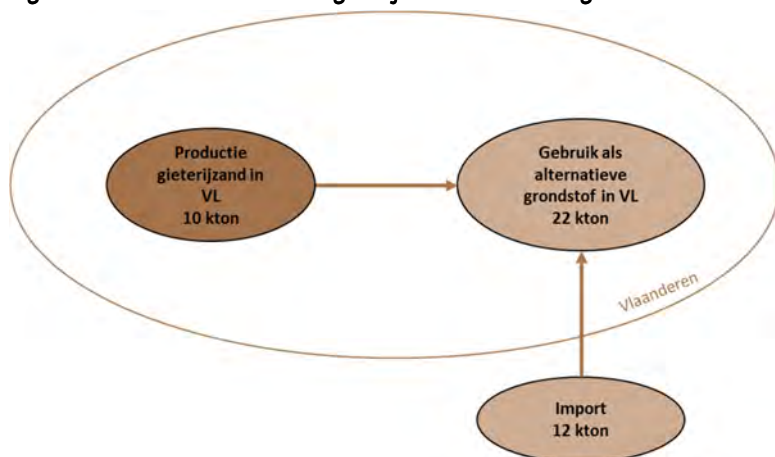 Productie
gieterijzand in
VL
10 kton
Gebruik als
alternatieve
grondstof in VL
22 kton
Vlaanderen
Import
12 kton